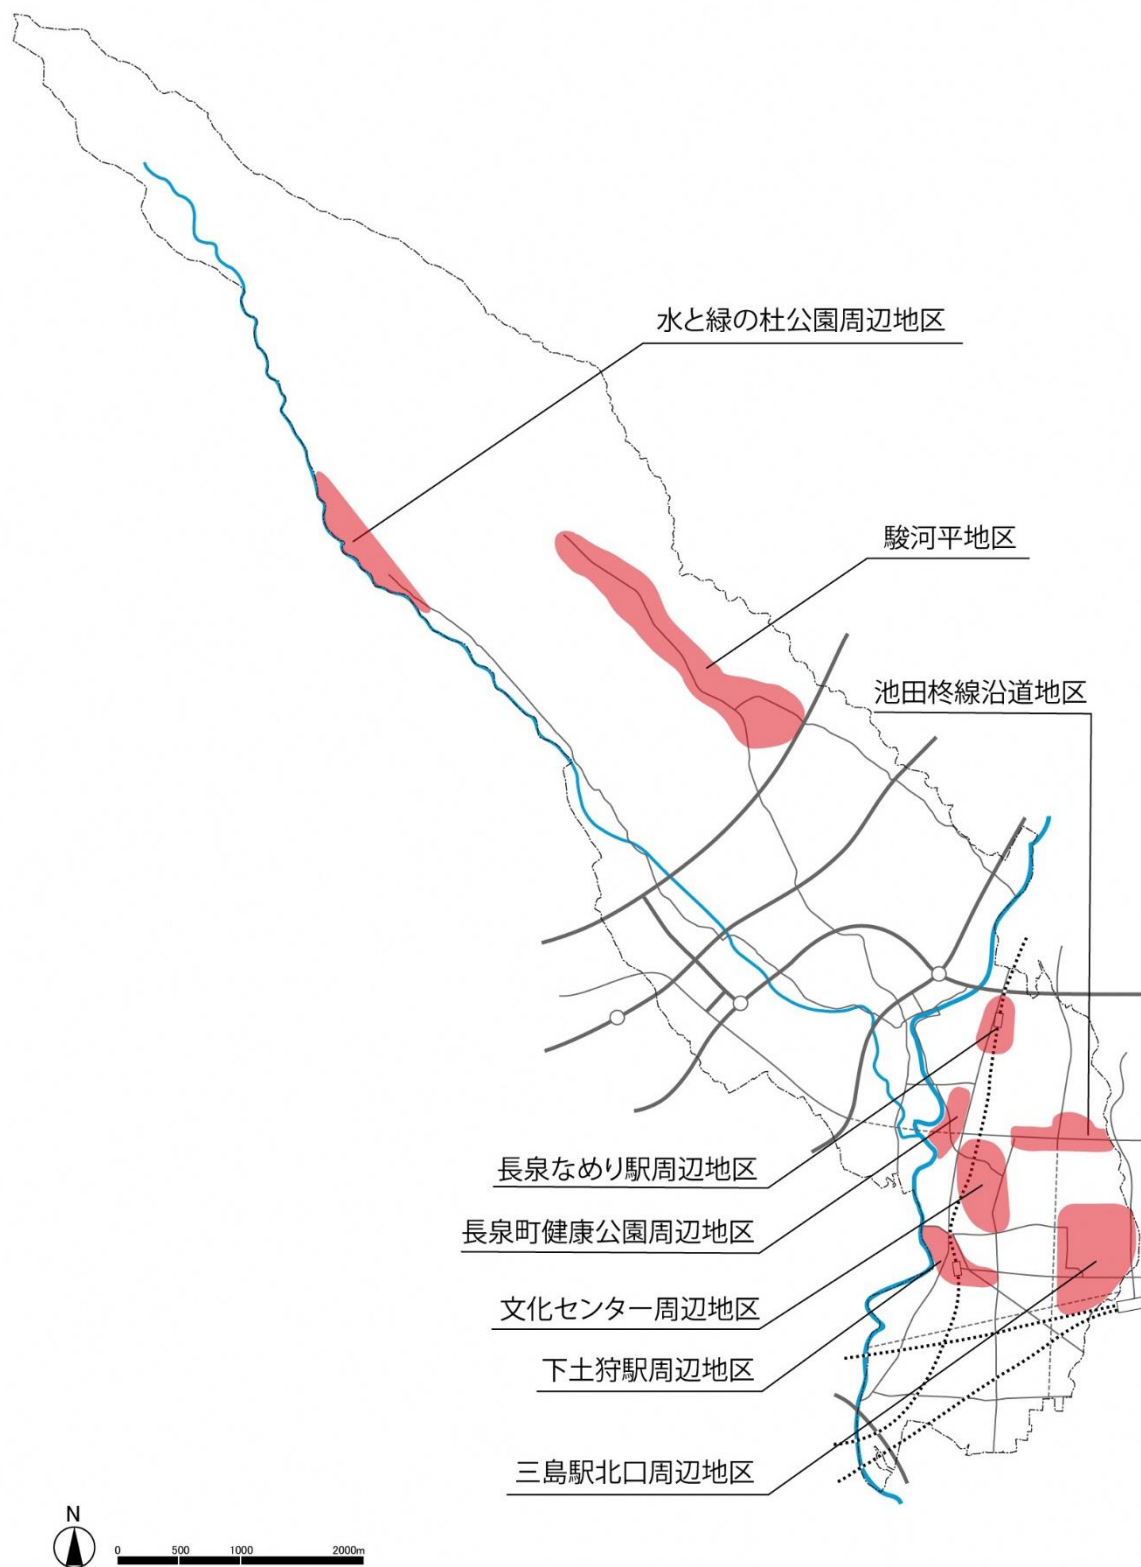 水と緑の杜公園周辺地区
駿河平地区
池田柊線沿道地区
長泉なめり駅周辺地区
長泉町健康公園周辺地区
文化センター周辺地区
下土狩駅周辺地区
三島駅北口周辺地区
N
0 500 1000 2000m